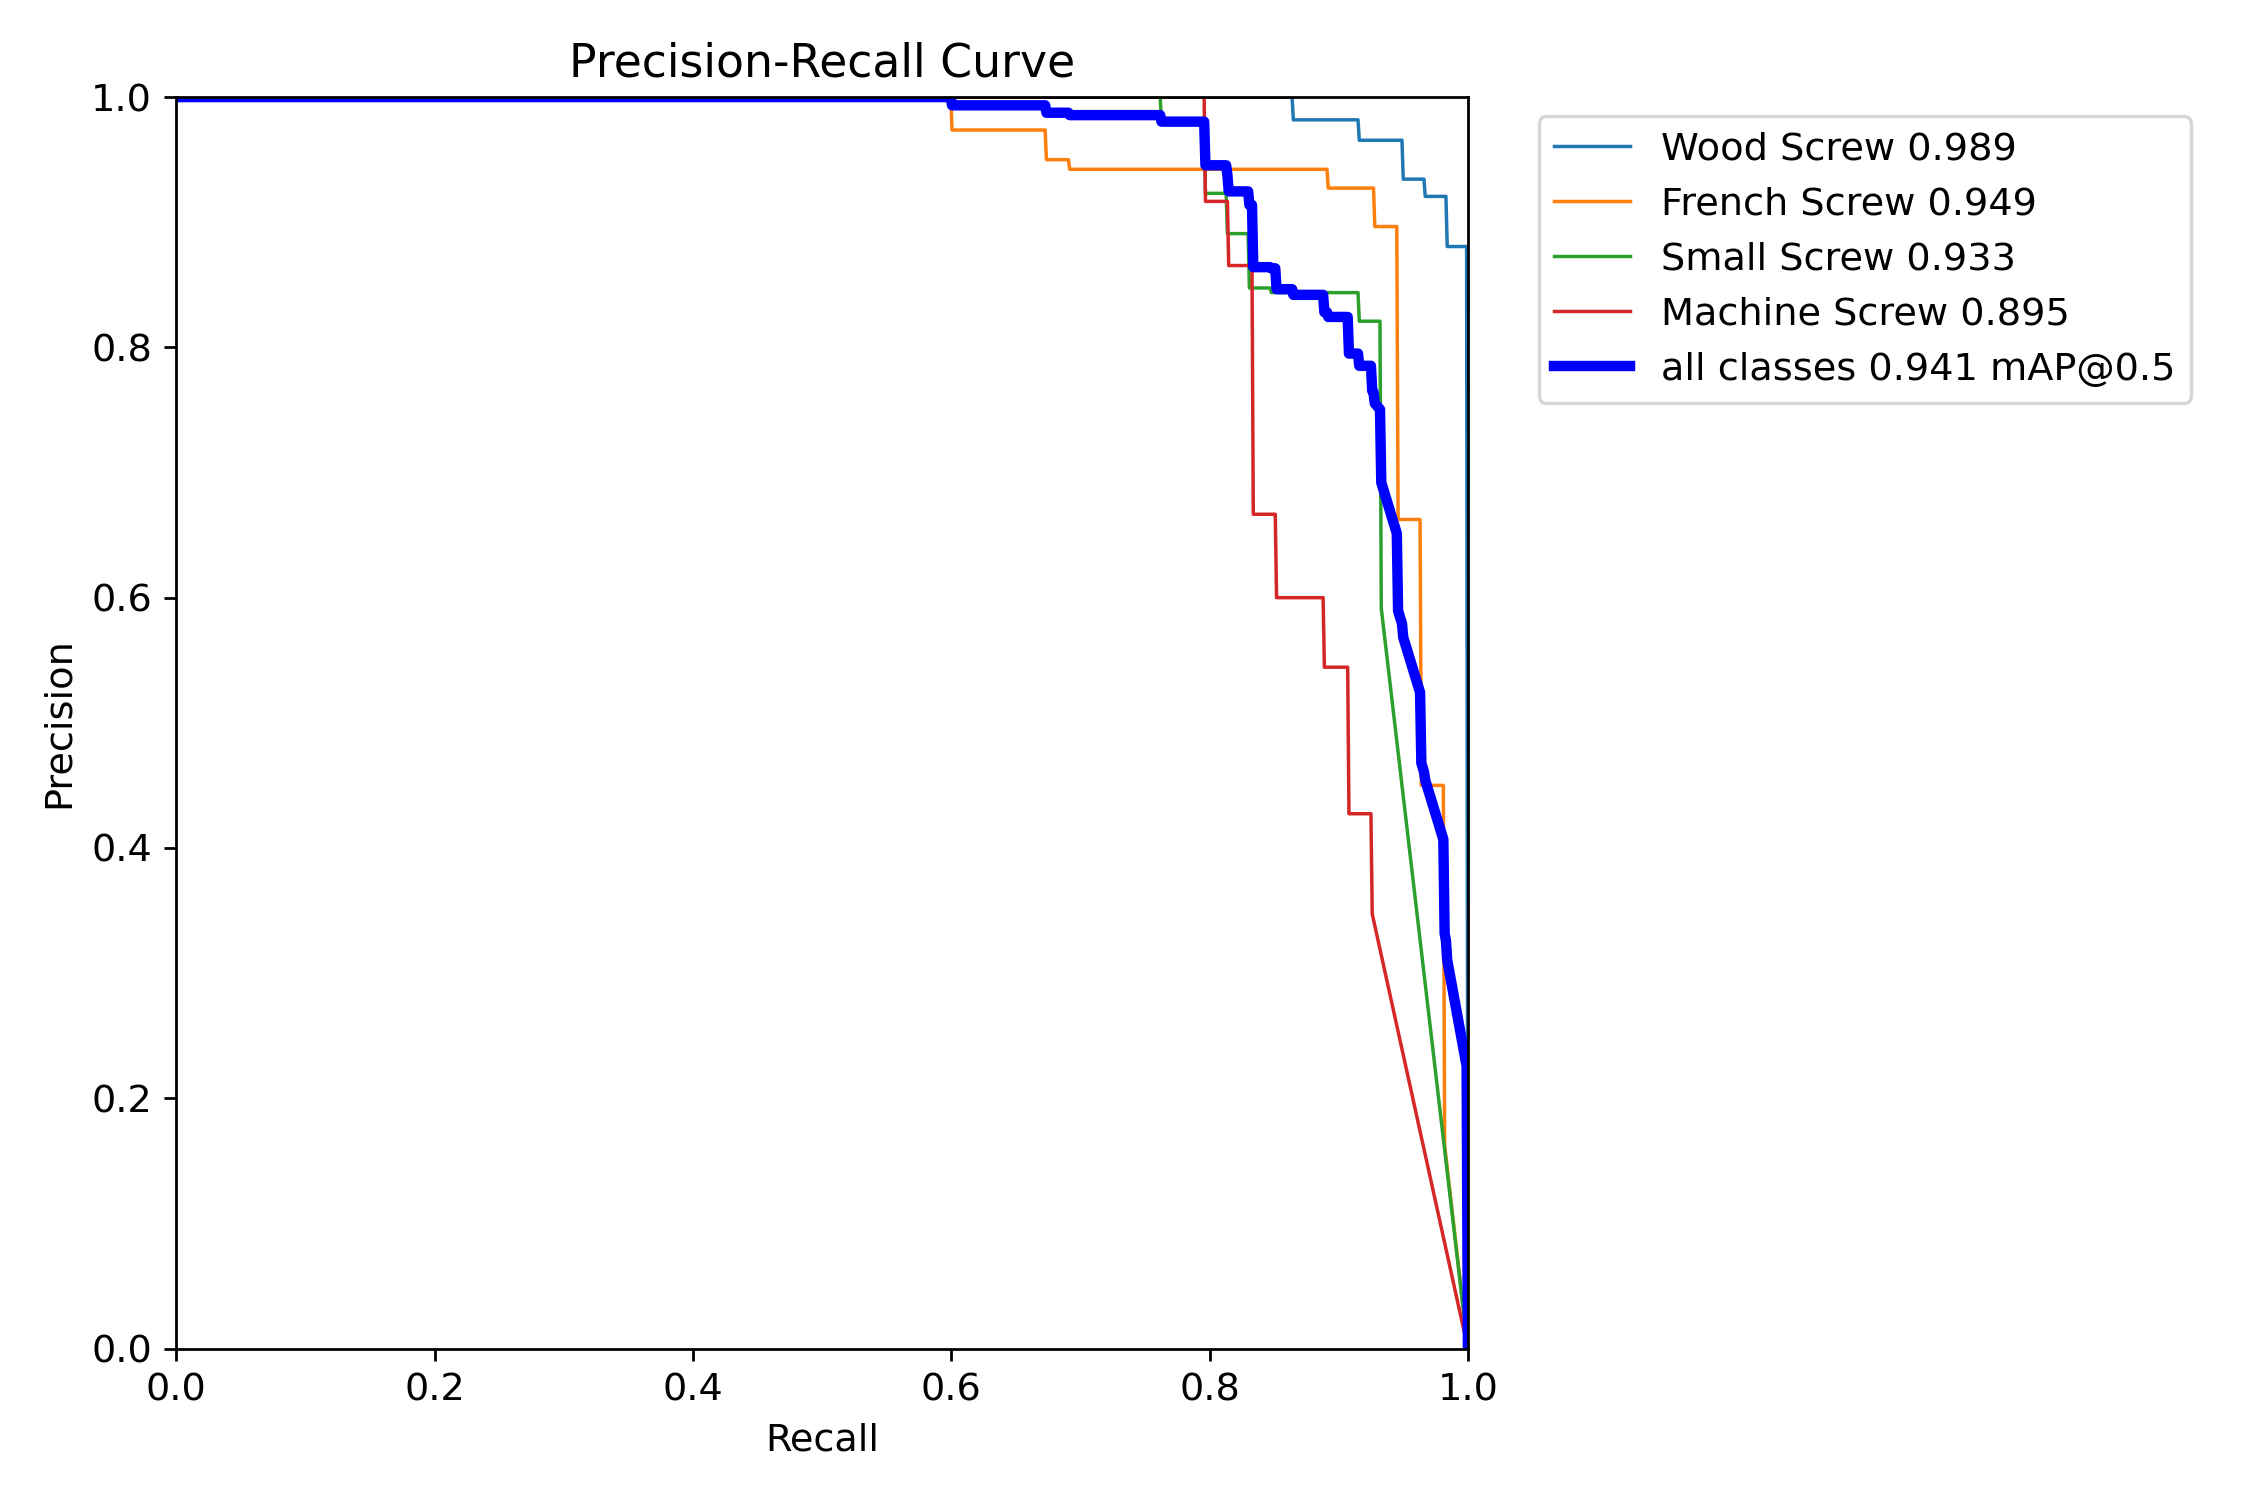 Precision-Recall Curve
1.0
0.8
0.6
0.4
0.2
0.0
Precision
0.0 0.2 0.4 0.6 0.8 1.0
Recall
Wood Screw 0.989
French Screw 0.949
Small Screw 0.933
Machine Screw 0.895
all classes 0.941 mAP@0.5